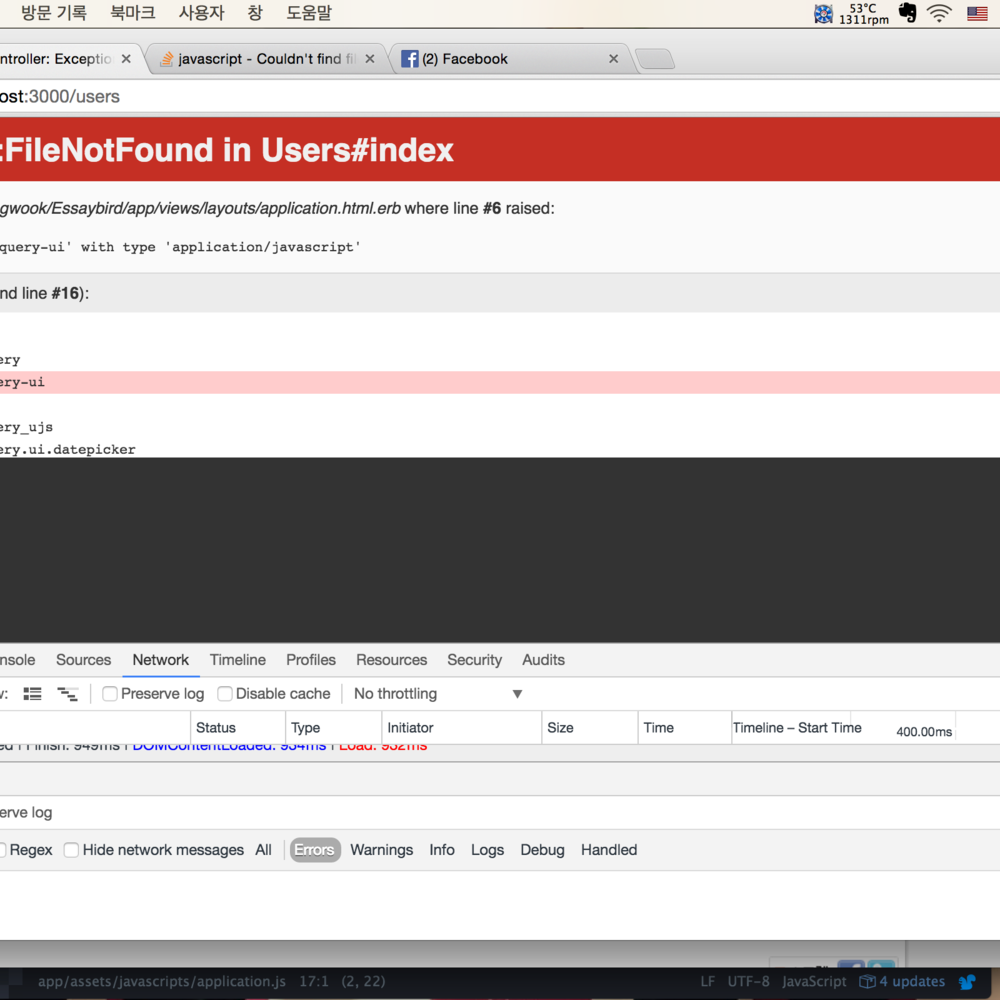 방문 기록 북마크 사용자 창 도움말 53°C
1311rpm
ntroller: Exceptio javascript - Couldn't find fil (2) Facebook
ost:3000/users
:FileNotFound in Users#index
gwook/Essaybird/app/views/layouts/application.html.erb where line #6 raised:
query-ui' with type 'application/javascript'
nd line #16):
ery
ery-ui
ery_ujs
ery.ui.datepicker
nsole Sources Network Timeline Profiles Resources Security Audits
w: Preserve log Disable cache No throttling
Status Type Initiator Size Time Timeline – Start Time 400.00ms
ed | Finish: 949ms | DOMContentLoaded: 934ms | Load: 932ms
erve log
Regex Hide network messages All Errors Warnings Info Logs Debug Handled
app/assets/javascripts/application.js 17:1 (2, 22) LF UTF-8 JavaScript 4 updates